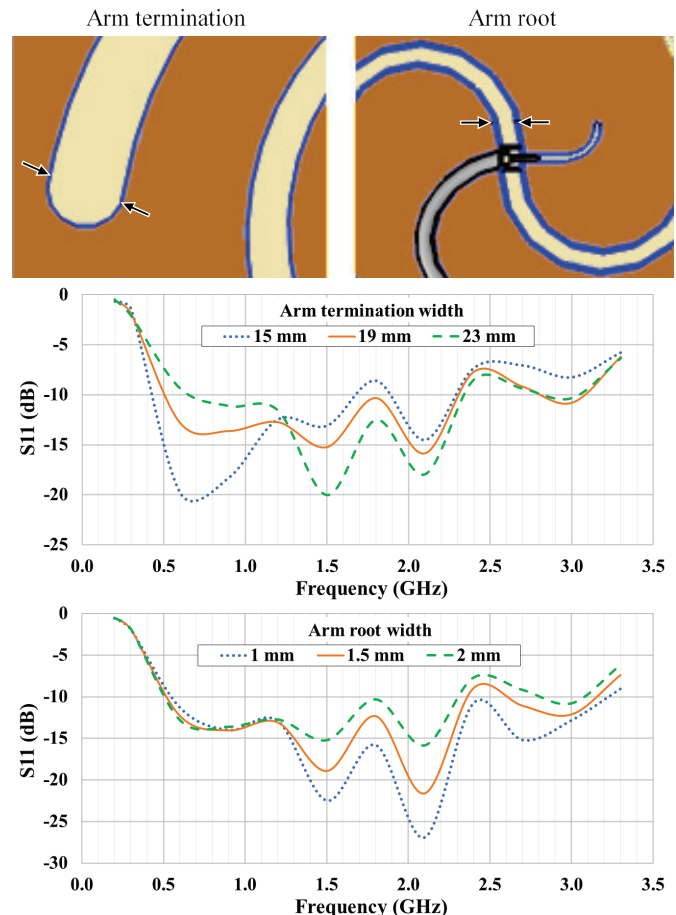 Arm termination
Arm root
0
-5
-10
-15
-20
-25
S11 (dB)
Arm termination width
15 mm
19 mm
23 mm
0.0
0.5
1.0
1.5
2.0
2.5
3.0
3.5
Frequency (GHz)
0
-5
-10
-15
-20
-25
-30
S11 (dB)
Arm root width
1 mm
1.5 mm
2 mm
0.0
0.5
1.0
1.5
2.0
2.5
3.0
3.5
Frequency (GHz)